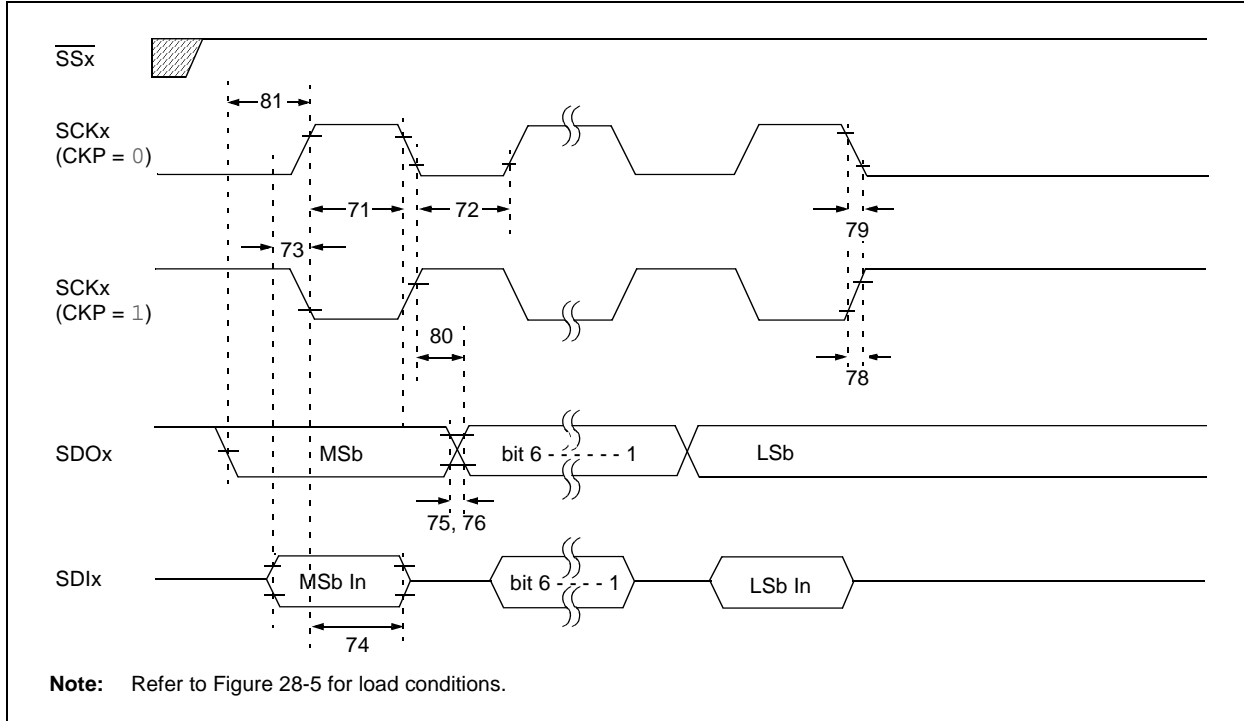 SSx
81
SCKx
(CKP = 0)
71
72
79
73
SCKx
(CKP = 1)
80
78
SDOx
MSb
bit 6 - - - - - - 1
LSb
75, 76
SDIx
MSb In
bit 6 - - - - 1
LSb In
74
Note: Refer to Figure 28-5 for load conditions.